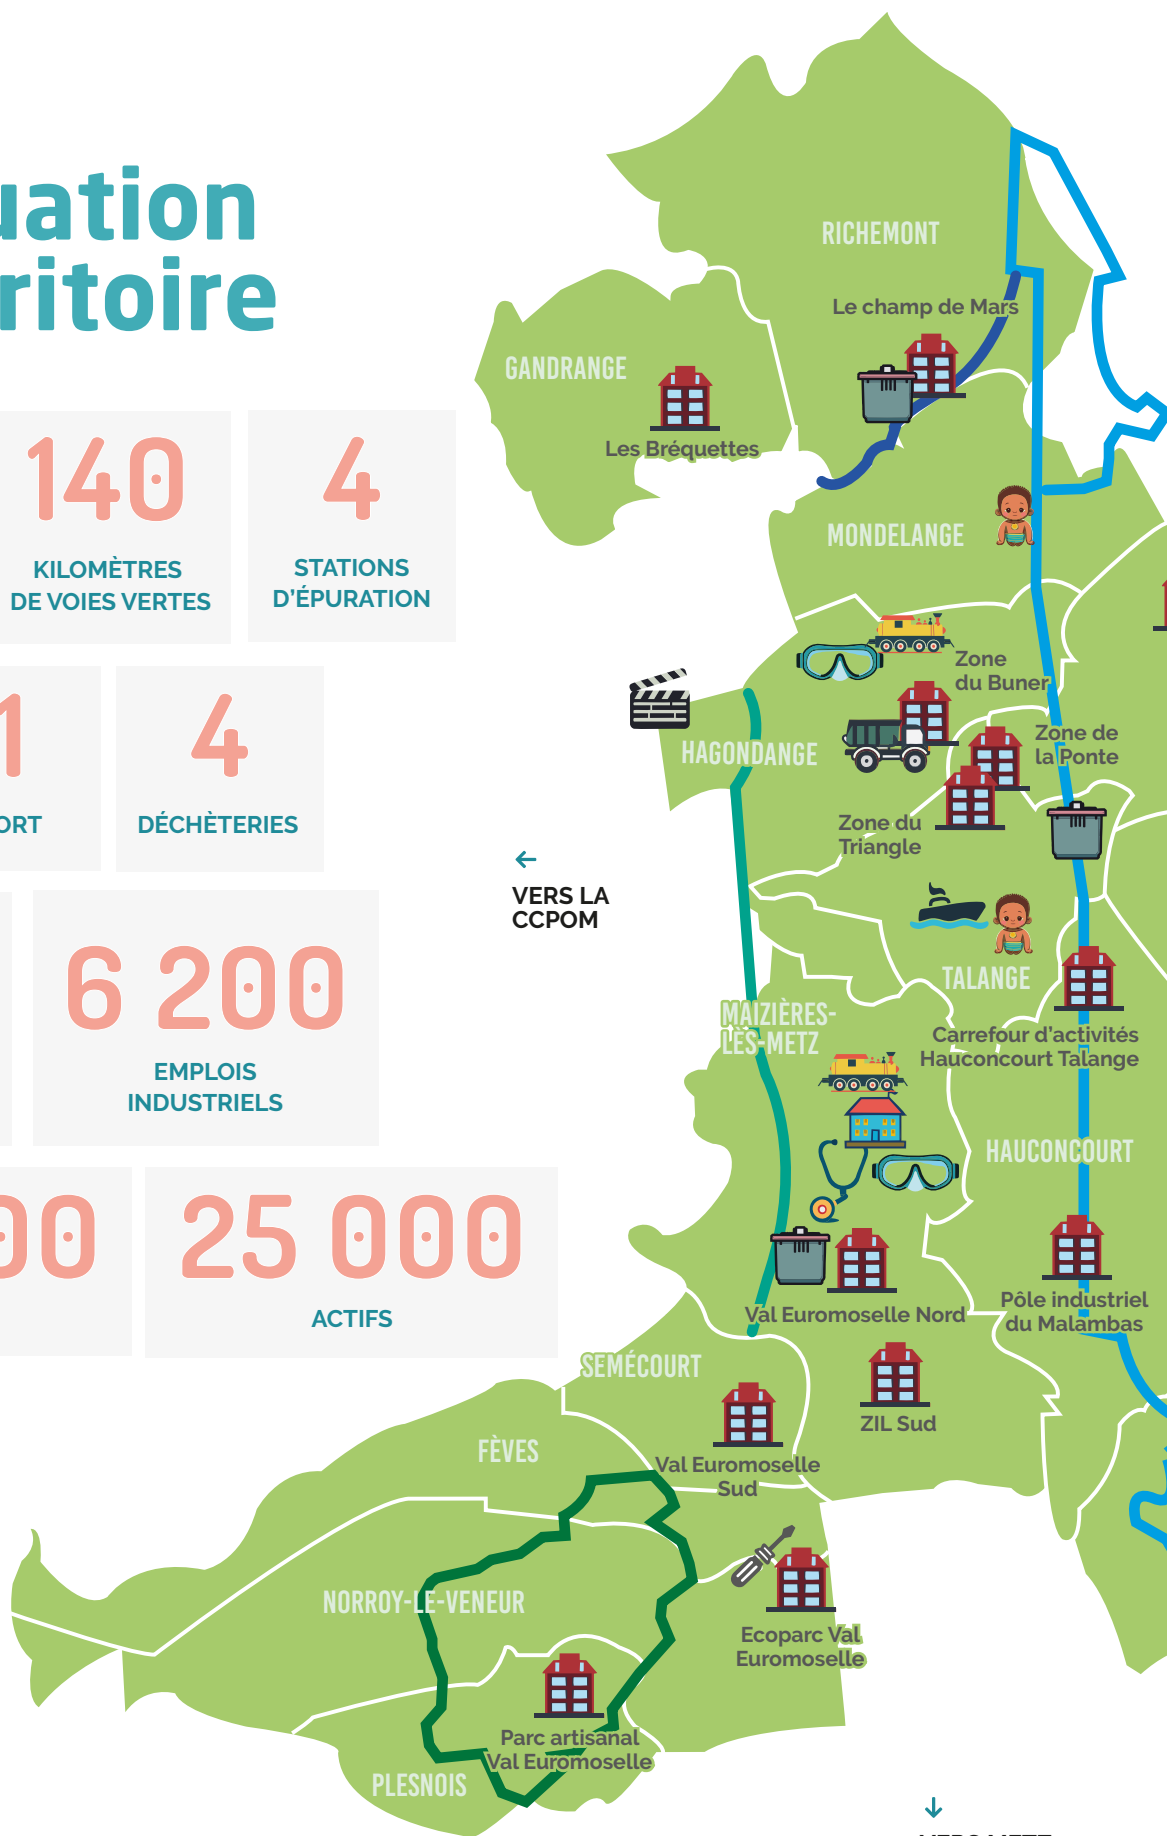 uation
ritoire
140
KILOMÈTRES
DE VOIES VERTES
4
STATIONS
D'ÉPURATION
1
ORT
4
DÉCHÈTERIES
6 200
EMPLOIS
INDUSTRIELS
00
25 000
ACTIFS
←
VERS LA
CCPOM
RICHEMONT
Le champ de Mars
GANDRANGE
Les Bréquettes
MONDELANGE
Zone
du Buner
HAGONDANGE
Zone de
la Ponte
Zone du
Triangle
TALANGE
MAIZIÈRES-
LÈS-METZ
Carrefour d'activités
Hauconcourt Talange
HAUCONCOURT
Val Euromoselle Nord
Pôle industriel
du Malambas
SEMÉCOURT
ZIL Sud
FÈVES
Val Euromoselle
Sud
NORROY-LE-VENEUR
Ecoparc Val
Euromoselle
Parc artisanal
Val Euromoselle
PLESNOIS
↓